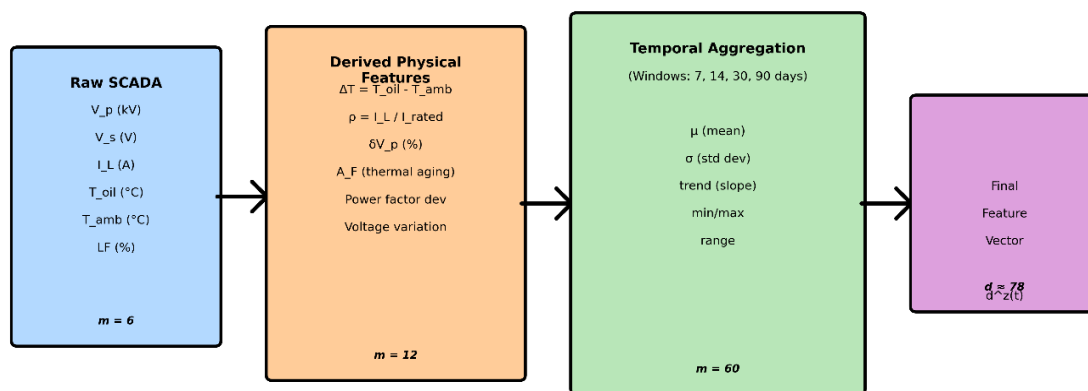 Raw SCADA
V_p (kV)
V_s (V)
I_L (A)
T_oil (°C)
T_amb (°C)
LF (%)
m = 6
Derived Physical
Features
ΔT = T_oil - T_amb
ρ = I_L / I_rated
δV_p (%)
A_F (thermal aging)
Power factor dev
Voltage variation
m = 12
Temporal Aggregation
(Windows: 7, 14, 30, 90 days)
μ (mean)
σ (std dev)
trend (slope)
min/max
range
m = 60
Final
Feature
Vector
d ≈ 78
d^z(t)